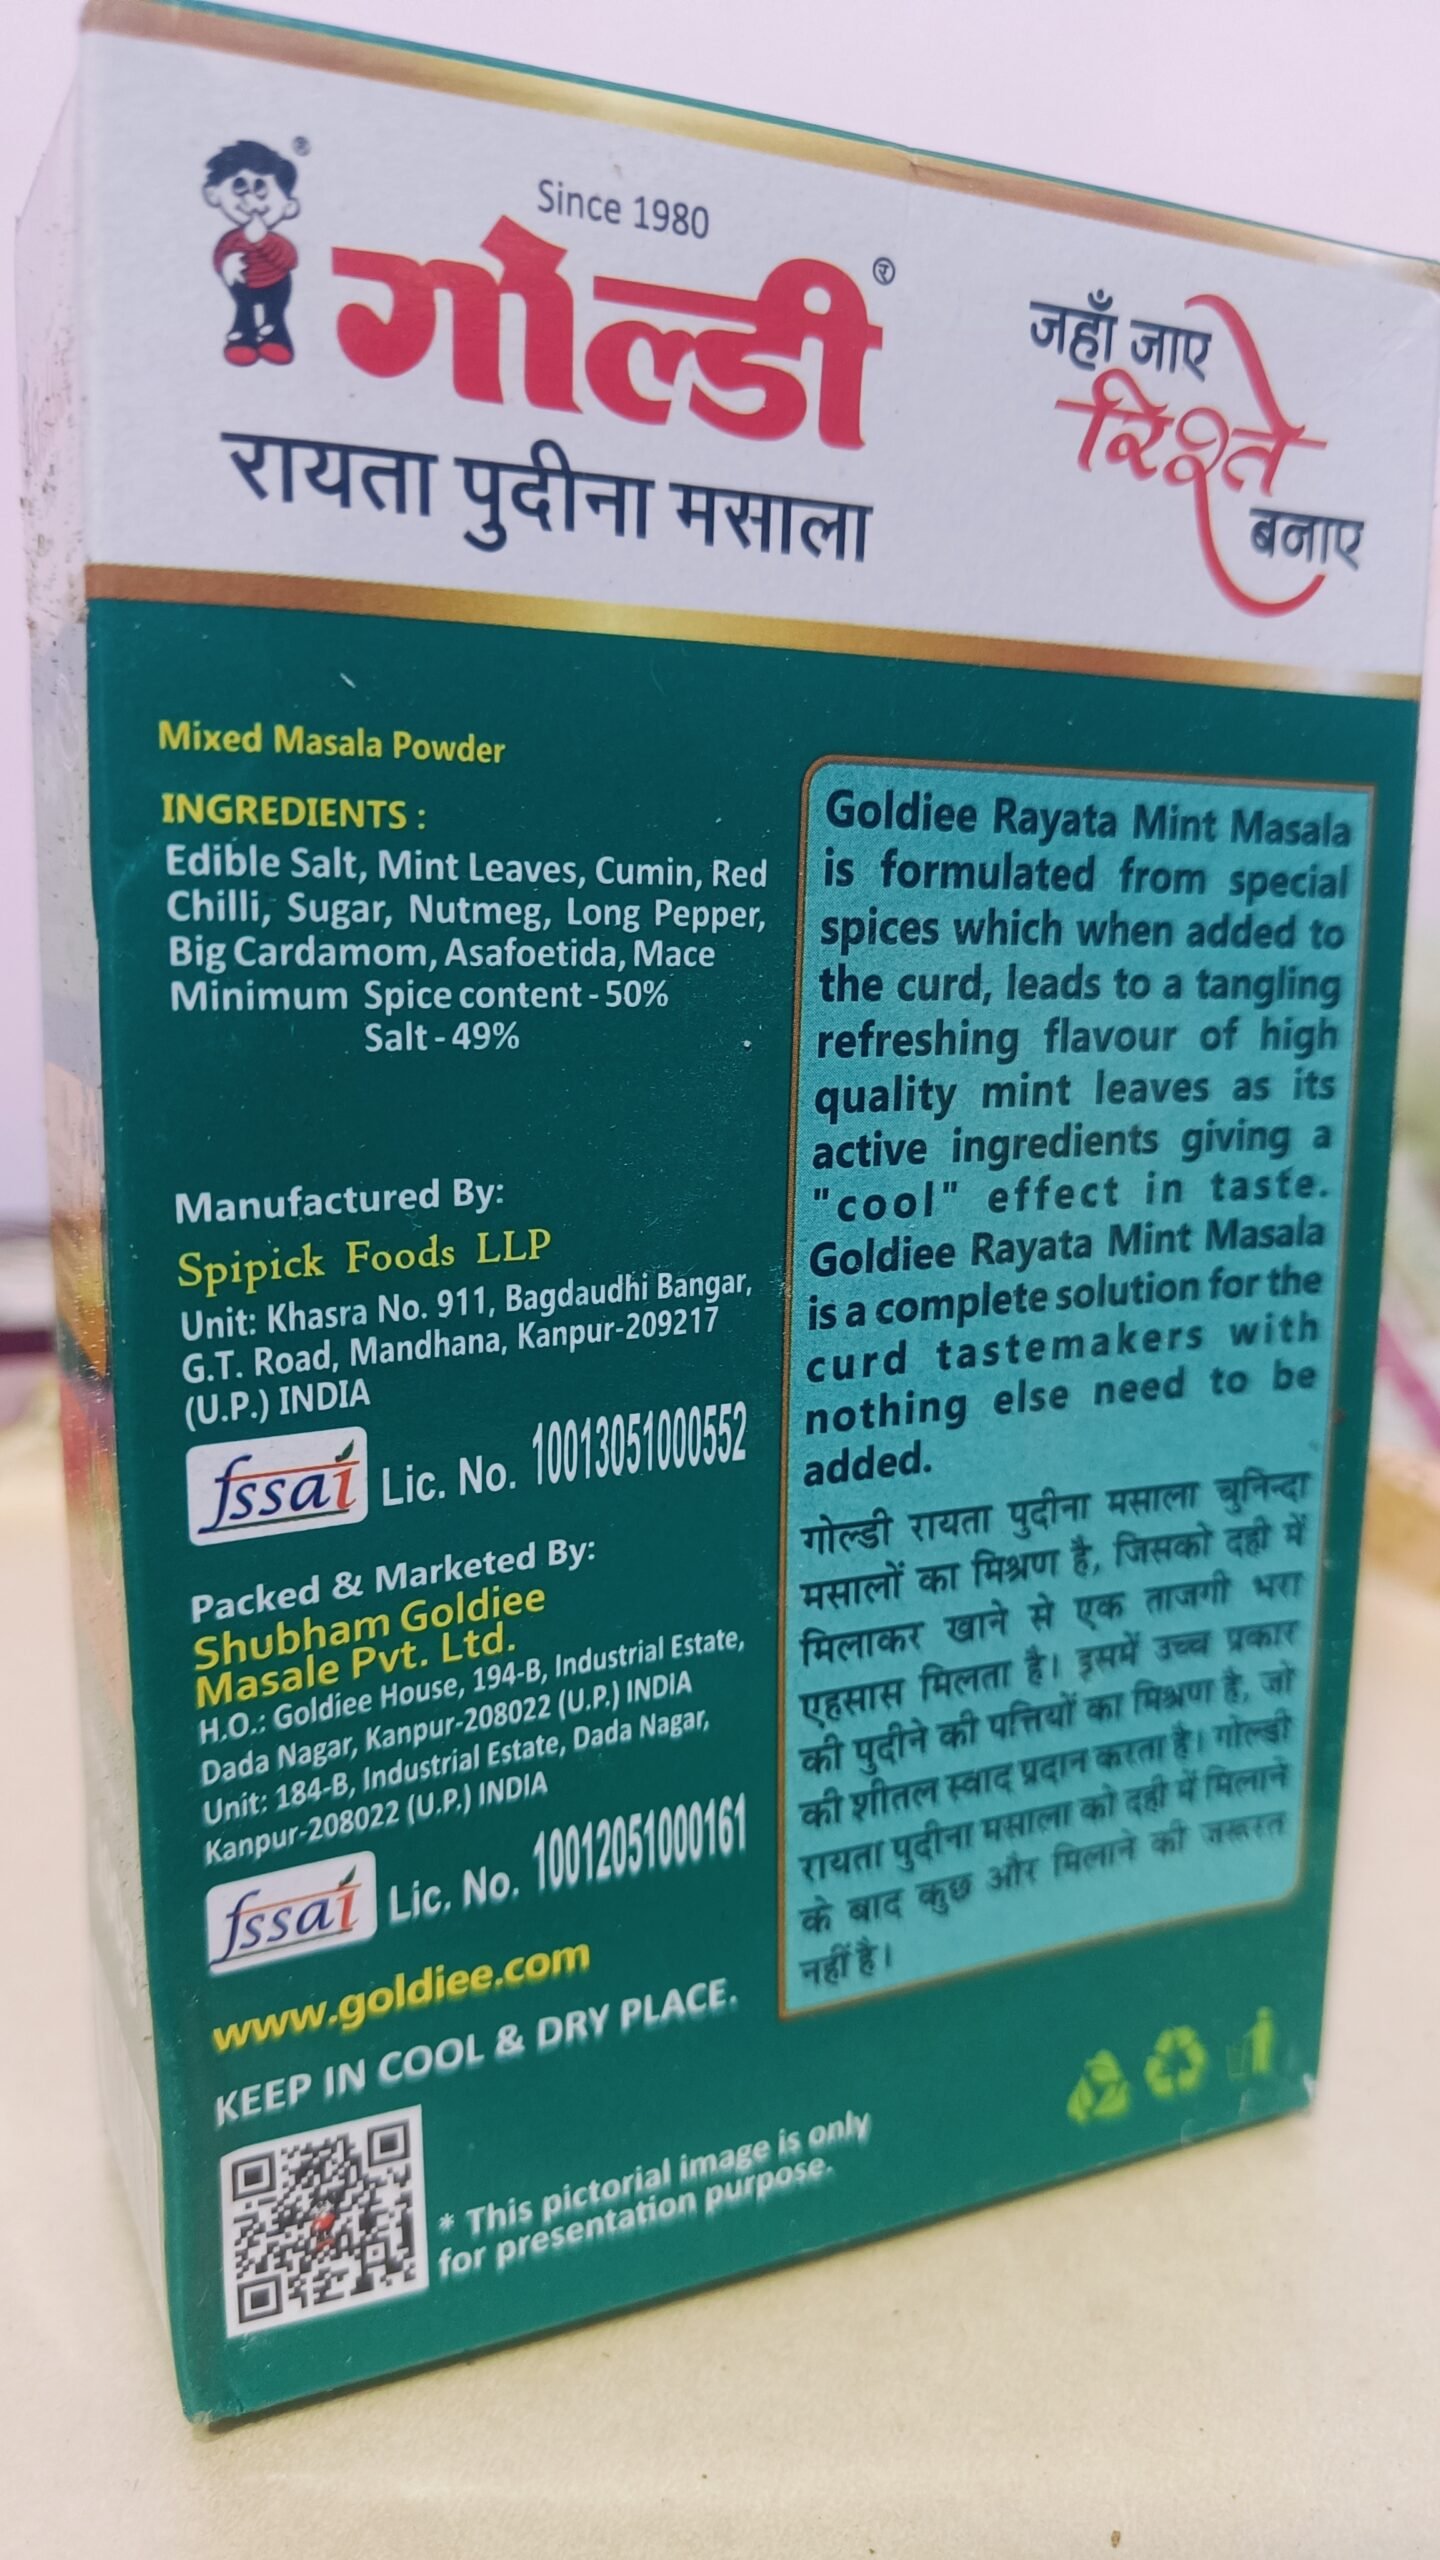 Since 1980
गोल्डी
रायता पुदीना मसाला
जहाँ जाए
रिश्ते
बनाए
Mixed Masala Powder
INGREDIENTS :
Edible Salt, Mint Leaves, Cumin, Red
Chilli, Sugar, Nutmeg, Long Pepper,
Big Cardamom, Asafoetida, Mace
Minimum Spice content - 50%
Salt - 49%
Manufactured By:
Spipick Foods LLP
Unit: Khasra No. 911, Bagdaudhi Bangar,
G.T. Road, Mandhana, Kanpur-209217
(U.P.) INDIA
fssai Lic. No. 10013051000552
Packed & Marketed By:
Shubham Goldiee
Masale Pvt. Ltd.
H.O.: Goldiee House, 194-B, Industrial Estate,
Dada Nagar, Kanpur-208022 (U.P.) INDIA
Unit: 184-B, Industrial Estate, Dada Nagar,
Kanpur-208022 (U.P.) INDIA
fssai Lic. No. 10012051000161
www.goldiee.com
KEEP IN COOL & DRY PLACE.
* This pictorial image is only
for presentation purpose.
Goldiee Rayata Mint Masala
is formulated from special
spices which when added to
the curd, leads to a tangling
refreshing flavour of high
quality mint leaves as its
active ingredients giving a
"cool" effect in taste.
Goldiee Rayata Mint Masala
is a complete solution for the
curd tastemakers with
nothing else need to be
added.
गोल्डी रायता पुदीना मसाला चुनिन्दा
मसालों का मिश्रण है, जिसको दही में
मिलाकर खाने से एक ताजगी भरा
एहसास मिलता है। इसमें उच्च प्रकार
की पुदीने की पत्तियों का मिश्रण है, जो
की शीतल स्वाद प्रदान करता है। गोल्डी
रायता पुदीना मसाला को दही में मिलाने
के बाद कुछ और मिलाने की जरूरत
नहीं है।